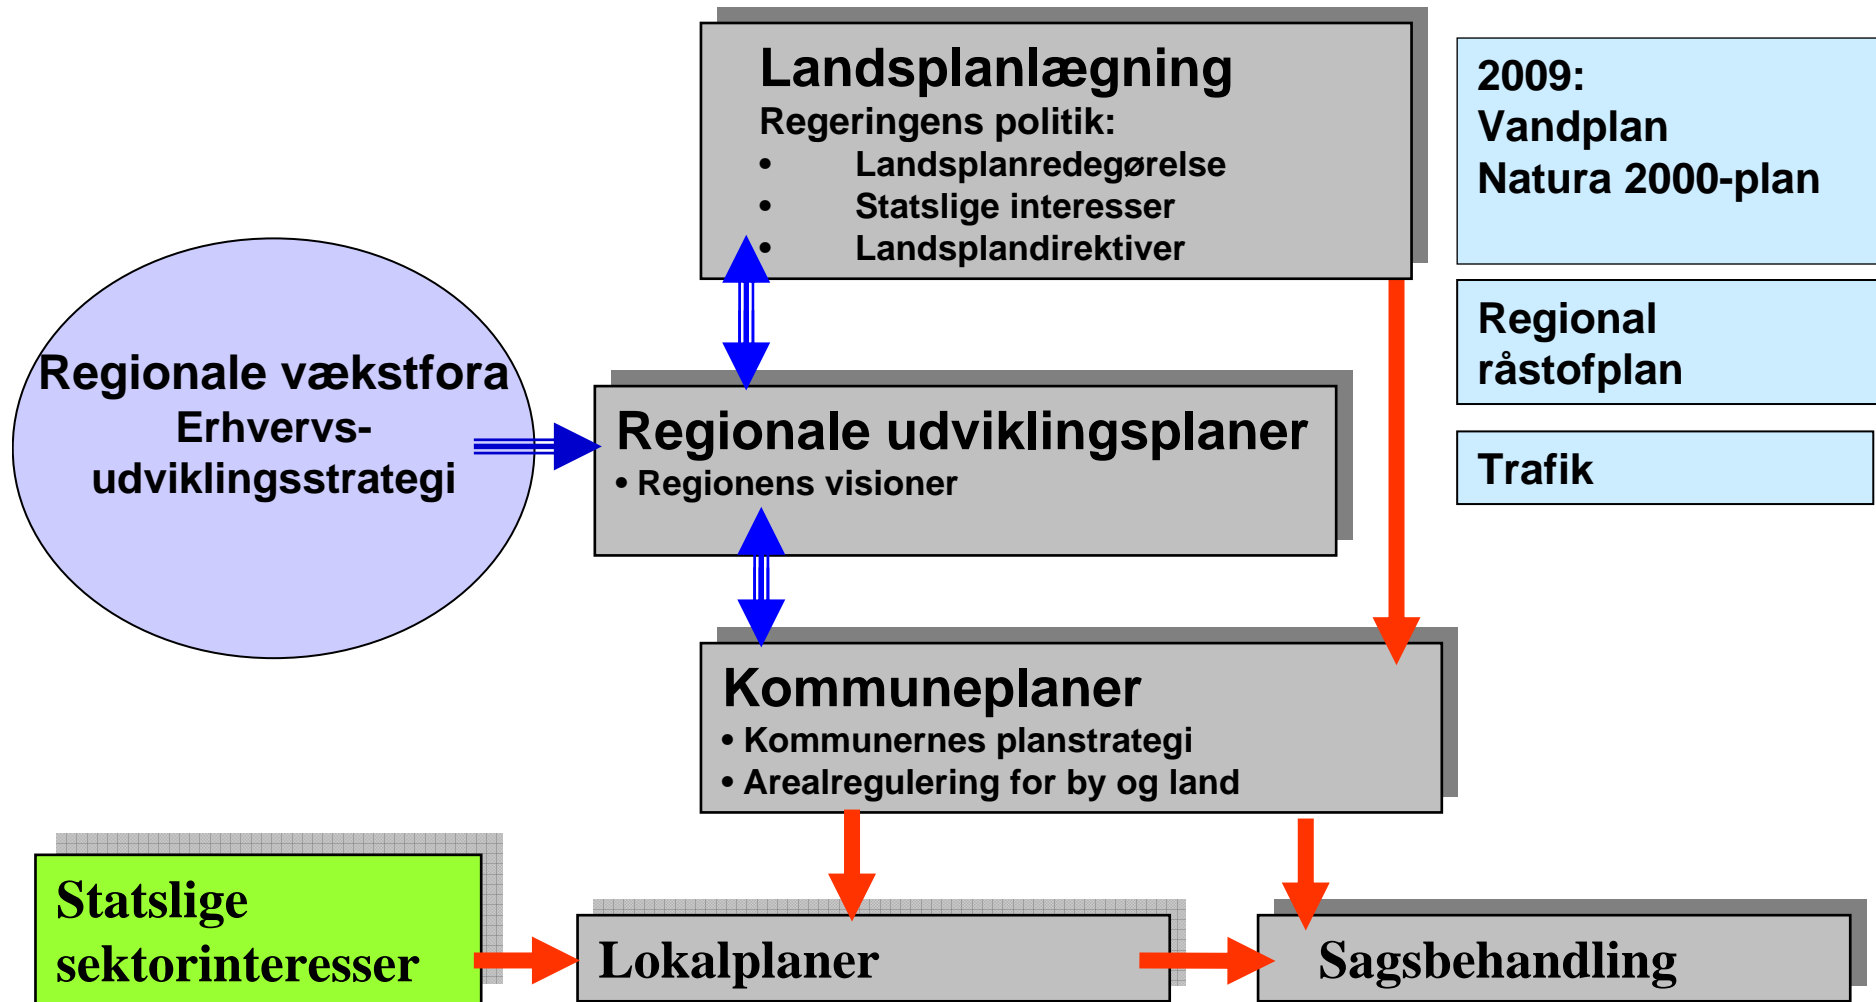 Landsplanlægning
Regeringens politik:
• Landsplanredegørelse
• Statslige interesser
• Landsplandirektiver
2009:
Vandplan
Natura 2000-plan
Regional
råstofplan
Trafik
Regionale vækstfora
Erhvervs-
udviklingsstrategi
Regionale udviklingsplaner
• Regionens visioner
Kommuneplaner
• Kommunernes planstrategi
• Arealregulering for by og land
Statslige
sektorinteresser
Lokalplaner
Sagsbehandling